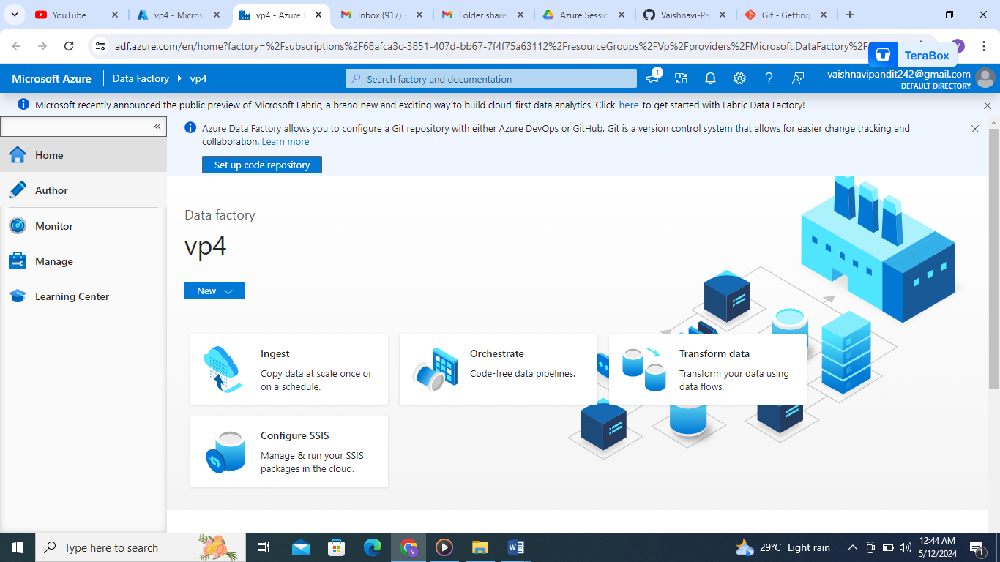 YouTube
vp4 - Micros
vp4 - Azure D
Inbox (917) -
Folder share
Azure Sessio
Vaishnavi-Pa
Git - Getting
adf.azure.com/en/home?factory=%2Fsubscriptions%2F68afca3c-3851-407d-bb67-7f4f75a63112%2FresourceGroups%2FVp%2Fproviders%2FMicrosoft.DataFactory%2F
V
TeraBox
Microsoft Azure
Data Factory
vp4
Search factory and documentation
1
vaishnavipandit242@gmail.com
DEFAULT DIRECTORY
Microsoft recently announced the public preview of Microsoft Fabric, a brand new and exciting way to build cloud-first data analytics. Click here to get started with Fabric Data Factory!
Home
Author
Monitor
Manage
Learning Center
Azure Data Factory allows you to configure a Git repository with either Azure DevOps or GitHub. Git is a version control system that allows for easier change tracking and
collaboration. Learn more
Set up code repository
Data factory
vp4
New
Ingest
Copy data at scale once or
on a schedule.
Orchestrate
Code-free data pipelines.
Transform data
Transform your data using
data flows.
Configure SSIS
Manage & run your SSIS
packages in the cloud.
Type here to search
V
29°C Light rain
12:44 AM
5/12/2024
1